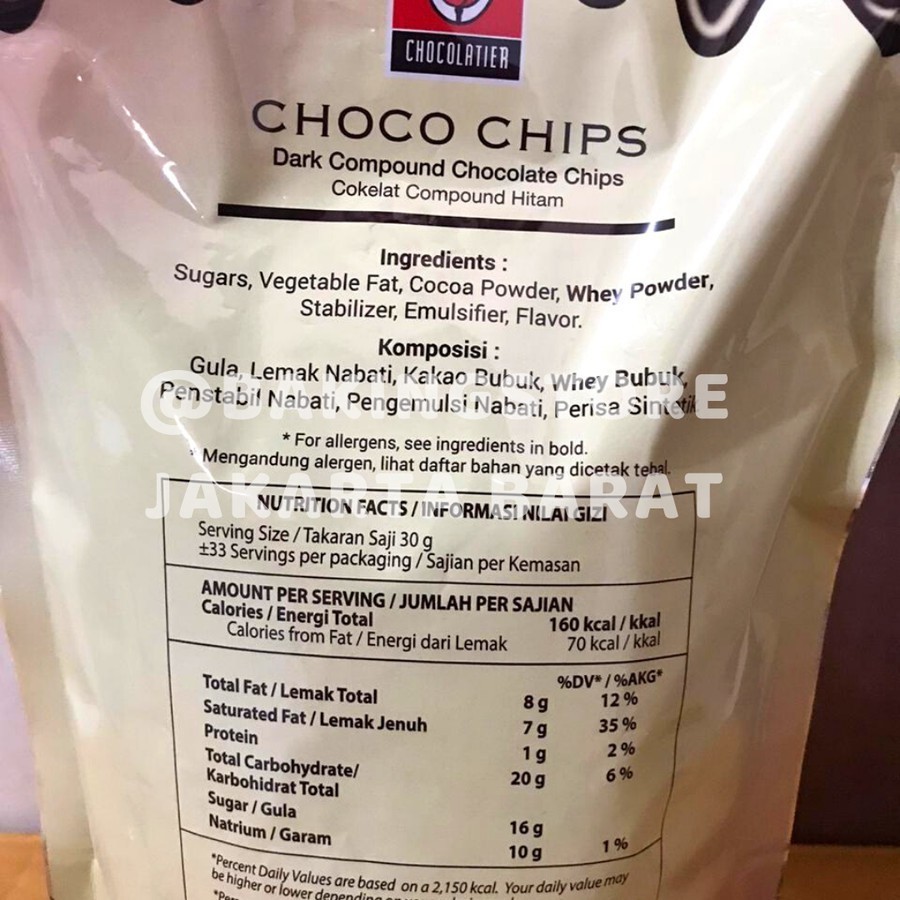 CHOCOLATIER
CHOCO CHIPS
Dark Compound Chocolate Chips
Cokelat Compound Hitam
Ingredients :
Sugars, Vegetable Fat, Cocoa Powder, Whey Powder,
Stabilizer, Emulsifier, Flavor.
Komposisi :
Gula, Lemak Nabati, Kakao Bubuk, Whey Bubuk,
Penstabil Nabati, Pengemulsi Nabati, Perisa Sintetik
* For allergens, see ingredients in bold.
* Mengandung alergen, lihat daftar bahan yang dicetak tebal.
JAKARTA BARAT
NUTRITION FACTS / INFORMASI NILAI GIZI
Serving Size / Takaran Saji 30 g
±33 Servings per packaging / Sajian per Kemasan
AMOUNT PER SERVING / JUMLAH PER SAJIAN
Calories / Energi Total 160 kcal / kkal
Calories from Fat / Energi dari Lemak 70 kcal / kkal
%DV* / %AKG*
Total Fat / Lemak Total 8 g 12 %
Saturated Fat / Lemak Jenuh 7 g 35 %
Protein 1 g 2 %
Total Carbohydrate/
Karbohidrat Total 20 g 6 %
Sugar / Gula 16 g
Natrium / Garam 10 g 1 %
*Percent Daily Values are based on a 2,150 kcal. Your daily value may
be higher or lower depending on